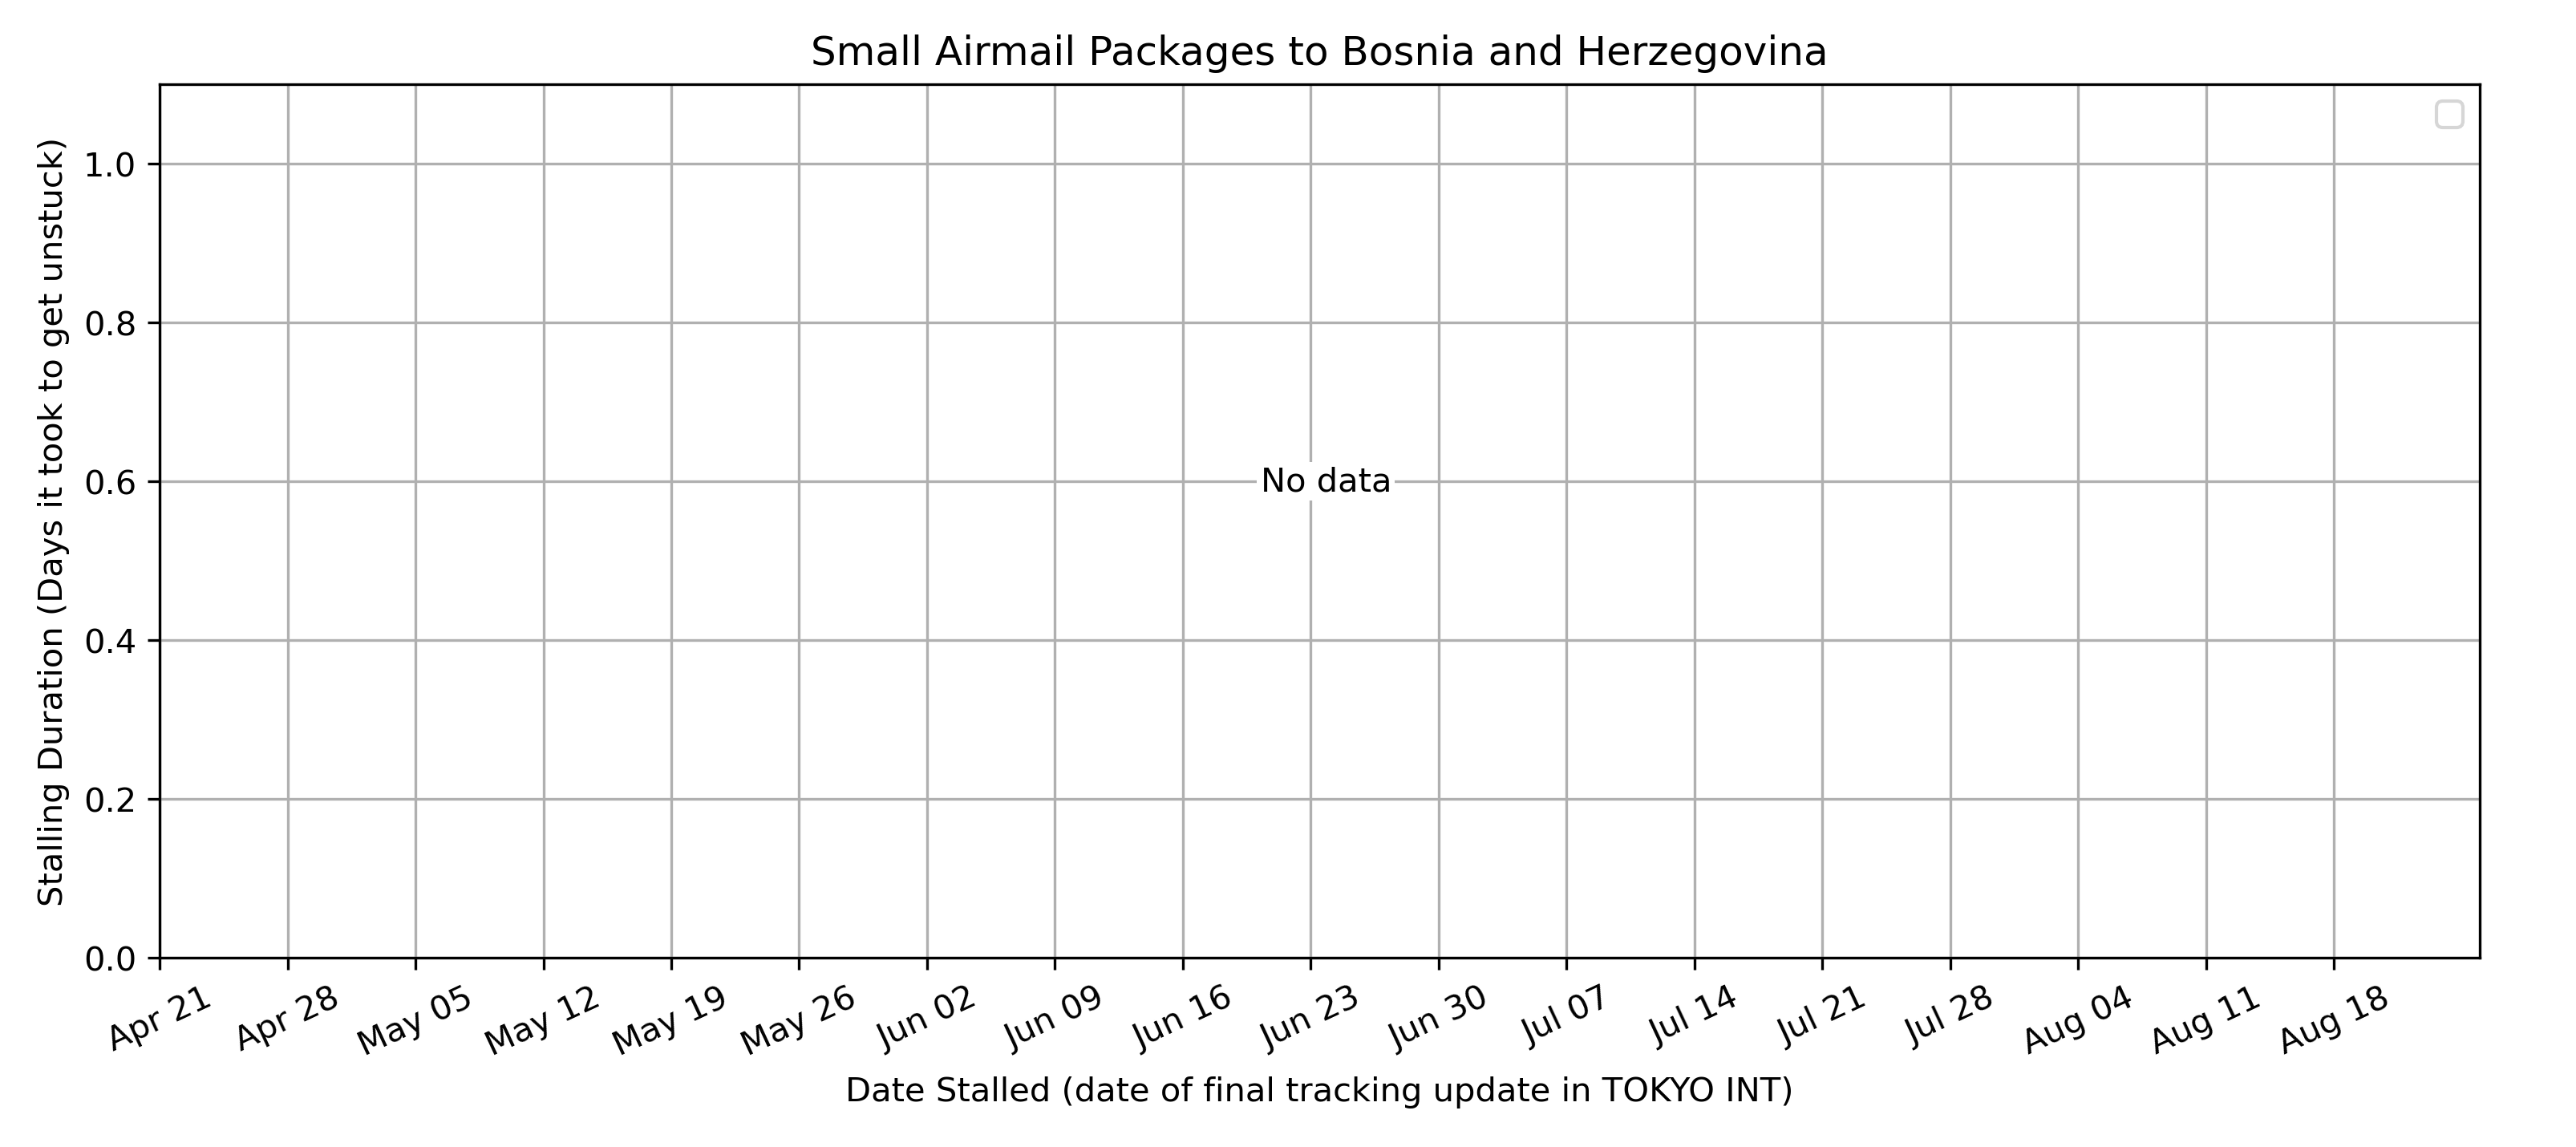 Small Airmail Packages to Bosnia and Herzegovina
Stalling Duration (Days it took to get unstuck)
1.0
0.8
0.6
0.4
0.2
0.0
No data
Apr 21
Apr 28
May 05
May 12
May 19
May 26
Jun 02
Jun 09
Jun 16
Jun 23
Jun 30
Jul 07
Jul 14
Jul 21
Jul 28
Aug 04
Aug 11
Aug 18
Date Stalled (date of final tracking update in TOKYO INT)